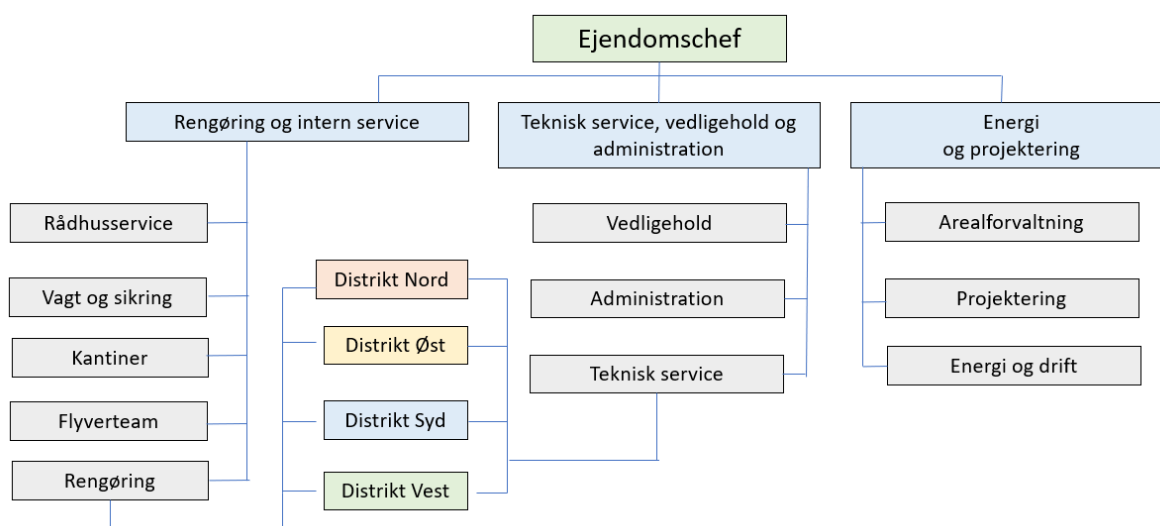 Ejendomschef
Rengøring og intern service
Teknisk service, vedligehold og
administration
Energi
og projektering
Rådhusservice
Vagt og sikring
Kantiner
Flyverteam
Rengøring
Distrikt Nord
Distrikt Øst
Distrikt Syd
Distrikt Vest
Vedligehold
Administration
Teknisk service
Arealforvaltning
Projektering
Energi og drift